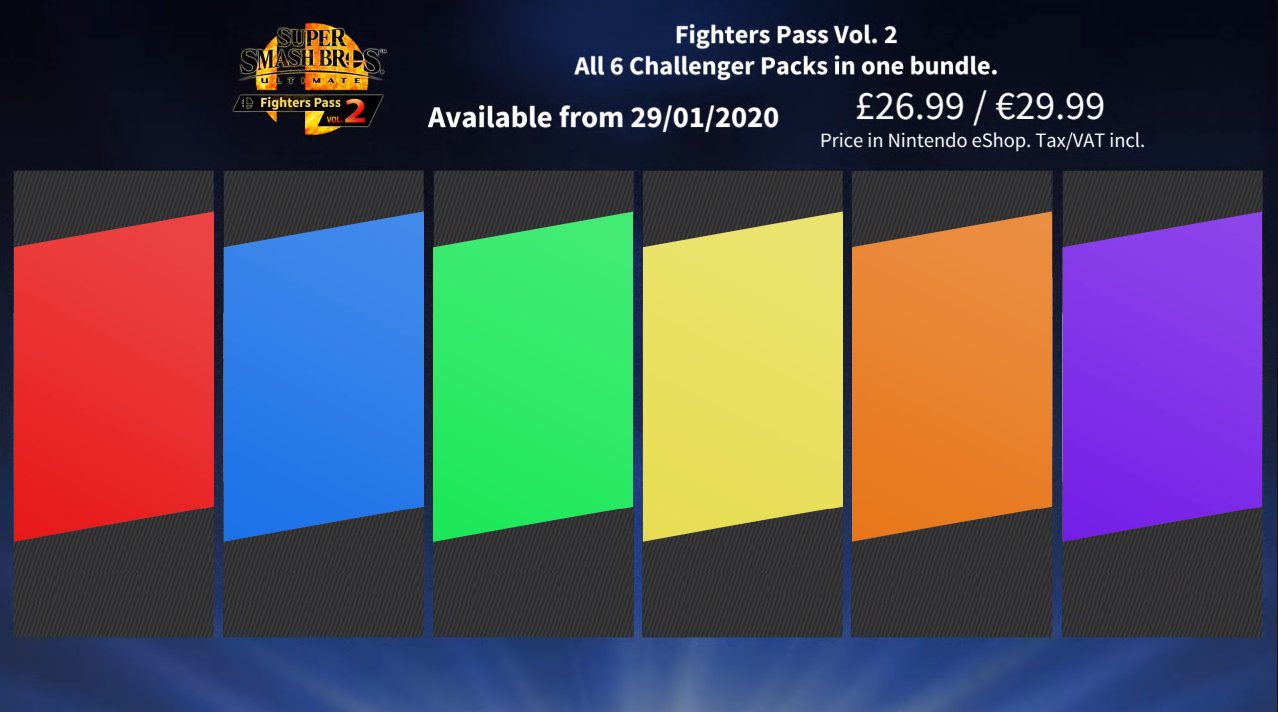 SUPER
SMASH BROS.™
ULTIMATE
Fighters Pass
VOL. 2
Fighters Pass Vol. 2
All 6 Challenger Packs in one bundle.
Available from 29/01/2020
£26.99 / €29.99
Price in Nintendo eShop. Tax/VAT incl.